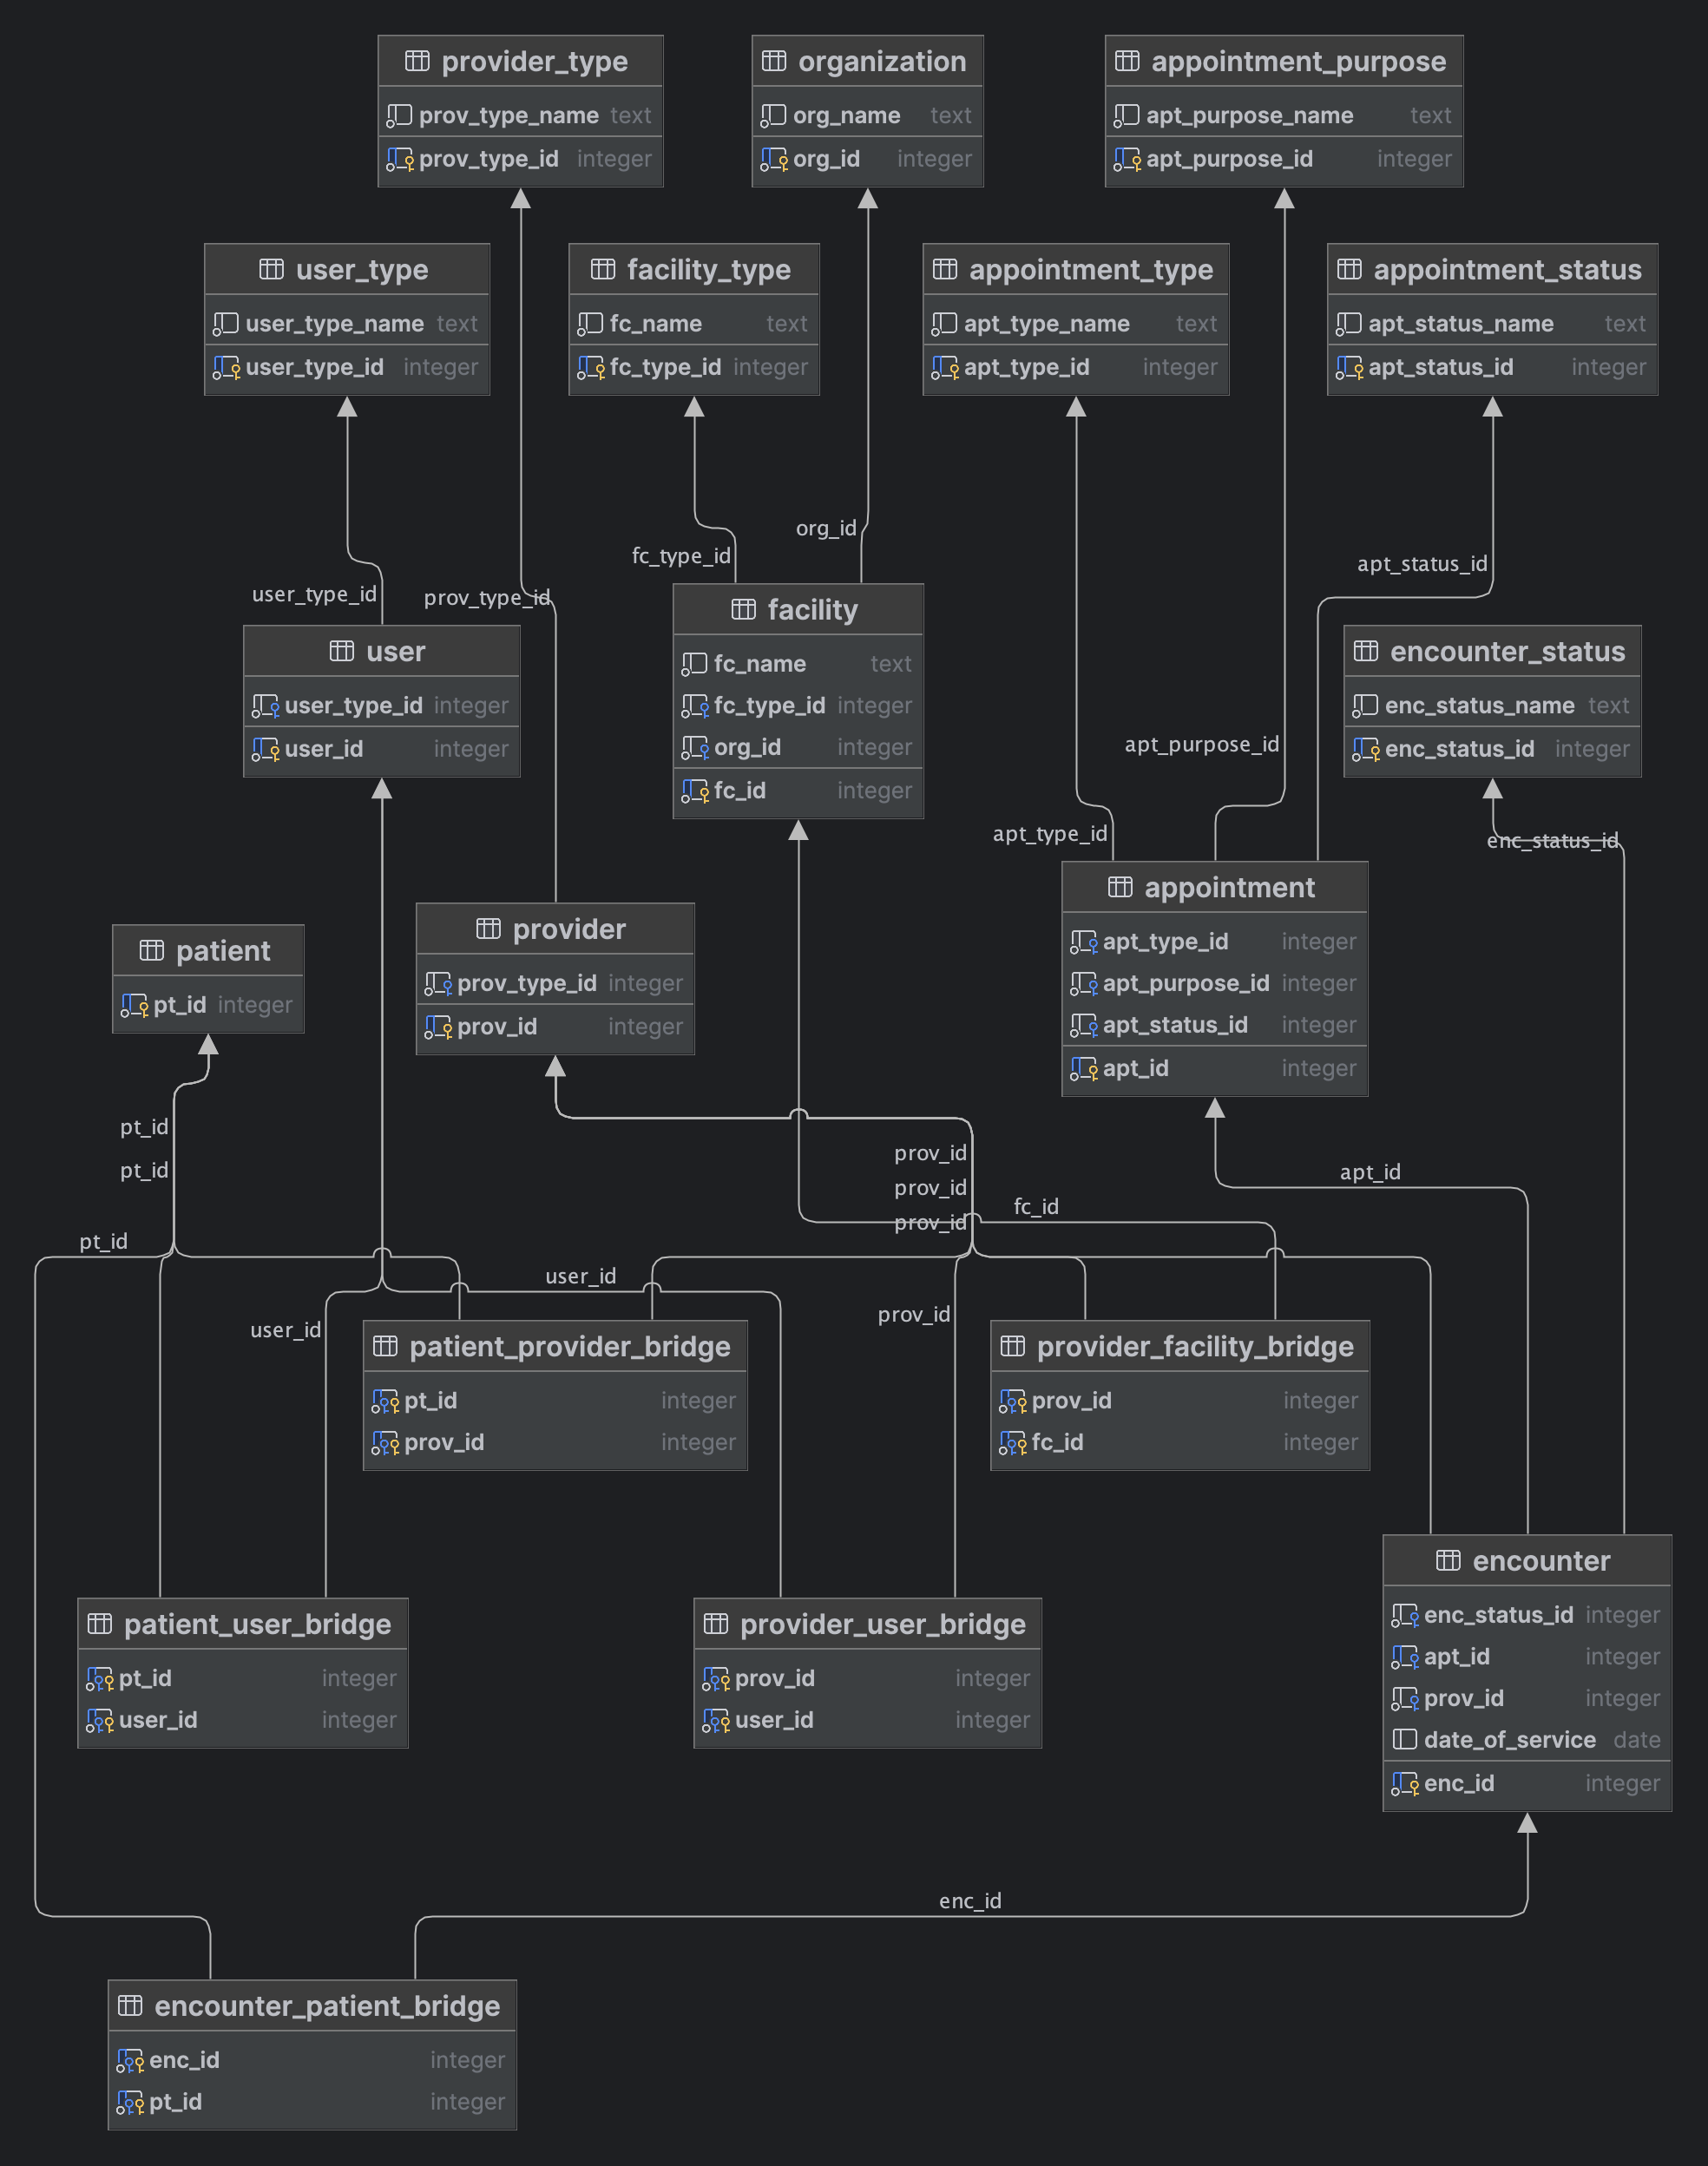 provider_type
prov_type_name text
prov_type_id integer
organization
org_name text
org_id integer
appointment_purpose
apt_purpose_name text
apt_purpose_id integer
user_type
user_type_name text
user_type_id integer
facility_type
fc_name text
fc_type_id integer
appointment_type
apt_type_name text
apt_type_id integer
appointment_status
apt_status_name text
apt_status_id integer
org_id
fc_type_id
apt_status_id
user_type_id
prov_type_id
user
user_type_id integer
user_id integer
facility
fc_name text
fc_type_id integer
org_id integer
fc_id integer
encounter_status
enc_status_name text
enc_status_id integer
apt_purpose_id
apt_type_id
enc_status_id
patient
pt_id integer
provider
prov_type_id integer
prov_id integer
appointment
apt_type_id integer
apt_purpose_id integer
apt_status_id integer
apt_id integer
pt_id
pt_id
prov_id
prov_id
prov_id
apt_id
fc_id
pt_id
user_id
user_id
prov_id
patient_provider_bridge
pt_id integer
prov_id integer
provider_facility_bridge
prov_id integer
fc_id integer
patient_user_bridge
pt_id integer
user_id integer
provider_user_bridge
prov_id integer
user_id integer
encounter
enc_status_id integer
apt_id integer
prov_id integer
date_of_service date
enc_id integer
enc_id
encounter_patient_bridge
enc_id integer
pt_id integer